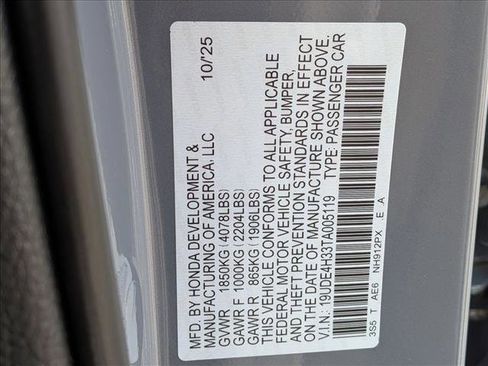 MFD. BY HONDA DEVELOPMENT & 10/25
MANUFACTURING OF AMERICA, LLC
GVWR 1850KG (4078LBS)
GAWR F 1000KG (2204LBS)
GAWR R 865KG (1906LBS)
THIS VEHICLE CONFORMS TO ALL APPLICABLE
FEDERAL MOTOR VEHICLE SAFETY, BUMPER,
AND THEFT PREVENTION STANDARDS IN EFFECT
ON THE DATE OF MANUFACTURE SHOWN ABOVE.
V.I.N.: 19UDE4H33TA005119 TYPE: PASSENGER CAR
3S5 T AE6 NH912PX E A